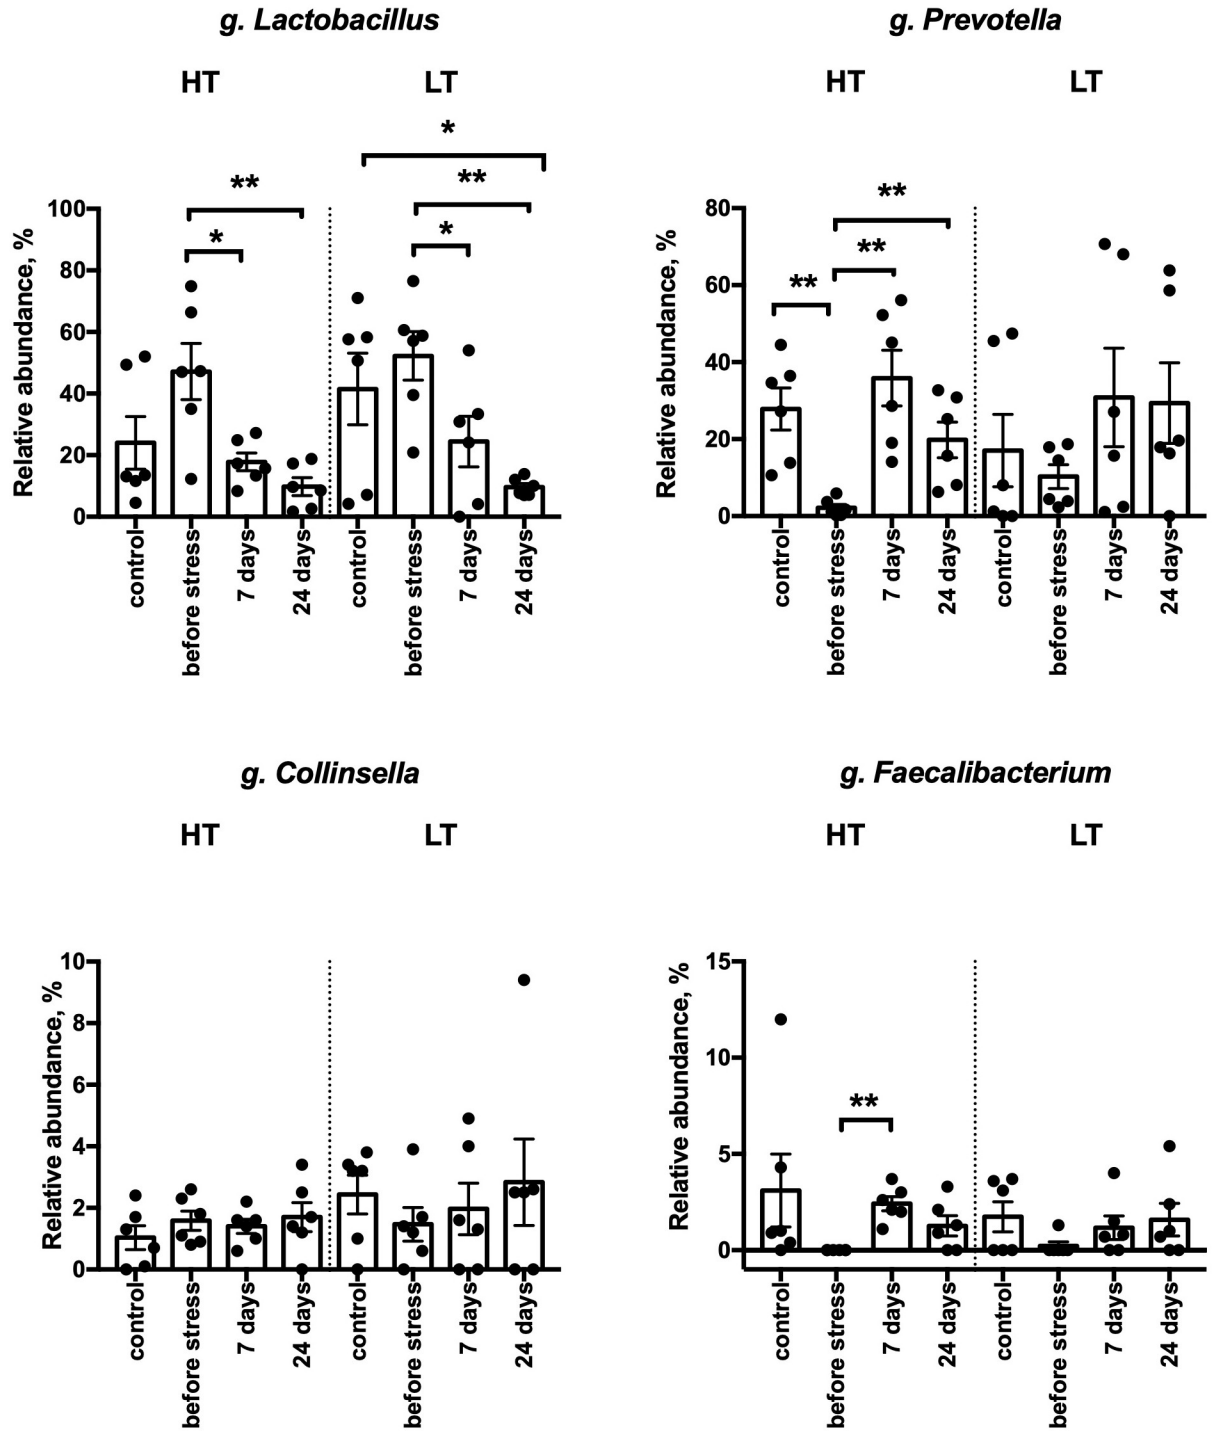 g. Lactobacillus
HT LT
*
**
**
*
*
Relative abundance, %
100
80
60
40
20
0
control
before stress
7 days
24 days
control
before stress
7 days
24 days
g. Prevotella
HT LT
**
**
**
Relative abundance, %
80
60
40
20
0
control
before stress
7 days
24 days
control
before stress
7 days
24 days
g. Collinsella
HT LT
Relative abundance, %
10
8
6
4
2
0
control
before stress
7 days
24 days
control
before stress
7 days
24 days
g. Faecalibacterium
HT LT
**
Relative abundance, %
15
10
5
0
control
before stress
7 days
24 days
control
before stress
7 days
24 days